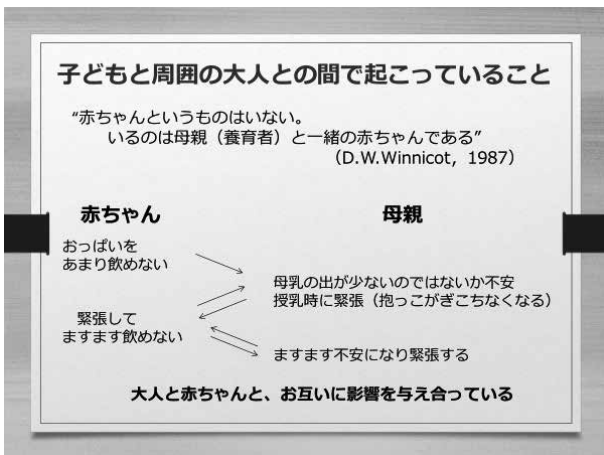 子どもと周囲の大人との間で起こっていること
“赤ちゃんというものはいない。
いるのは母親（養育者）と一緒の赤ちゃんである”
（D.W.Winnicot，1987）
赤ちゃん
母親
おっぱいを
あまり飲めない
母乳の出が少ないのではないか不安
授乳時に緊張（抱っこがぎこちなくなる）
緊張して
ますます飲めない
ますます不安になり緊張する
大人と赤ちゃんと、お互いに影響を与え合っている